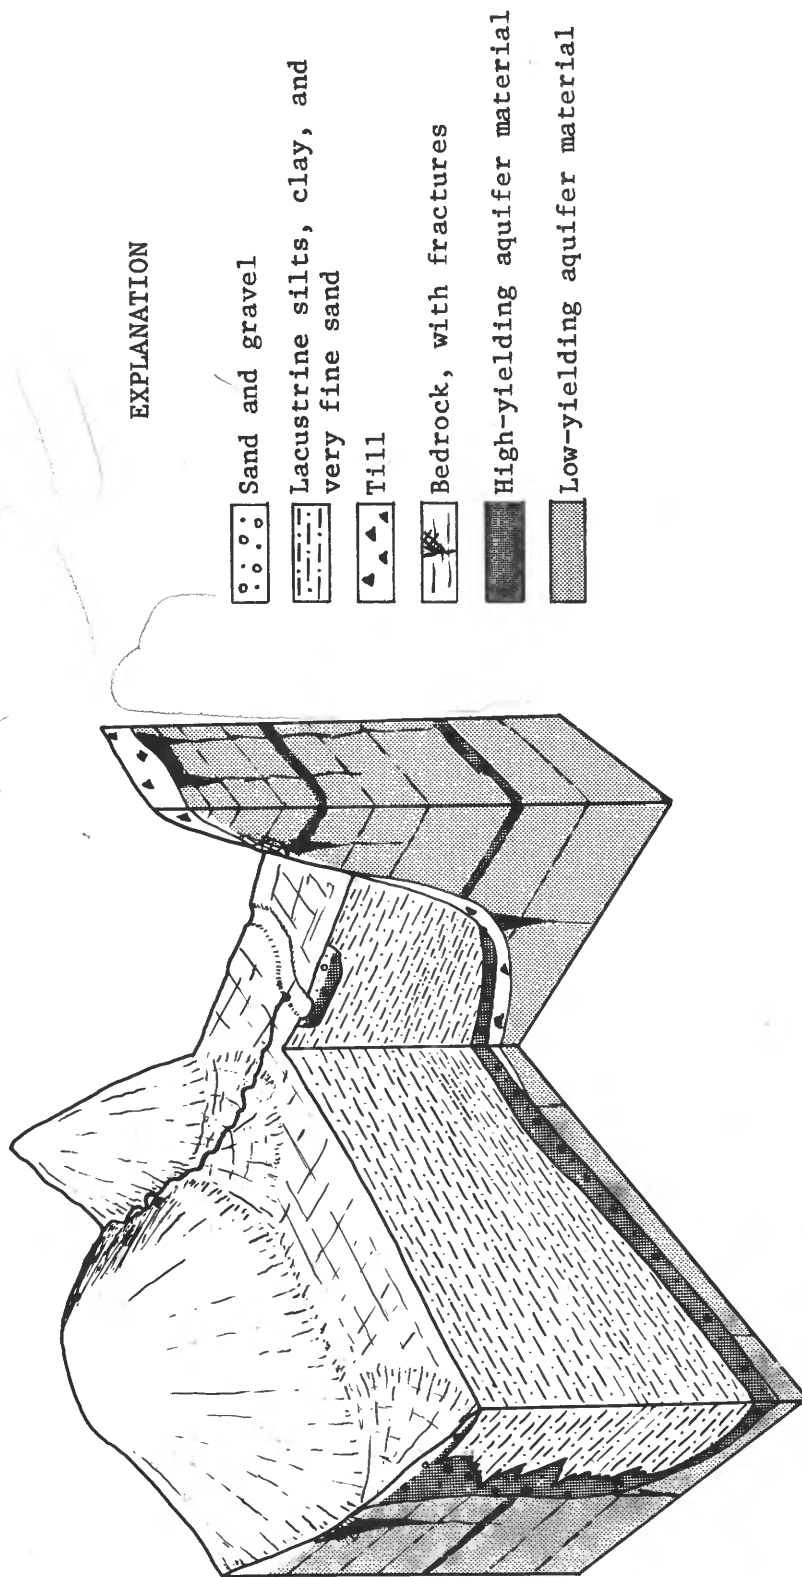 EXPLANATION
Sand and gravel
Lacustrine silts, clay, and
very fine sand
Till
Bedrock, with fractures
High-yielding aquifer material
Low-yielding aquifer material